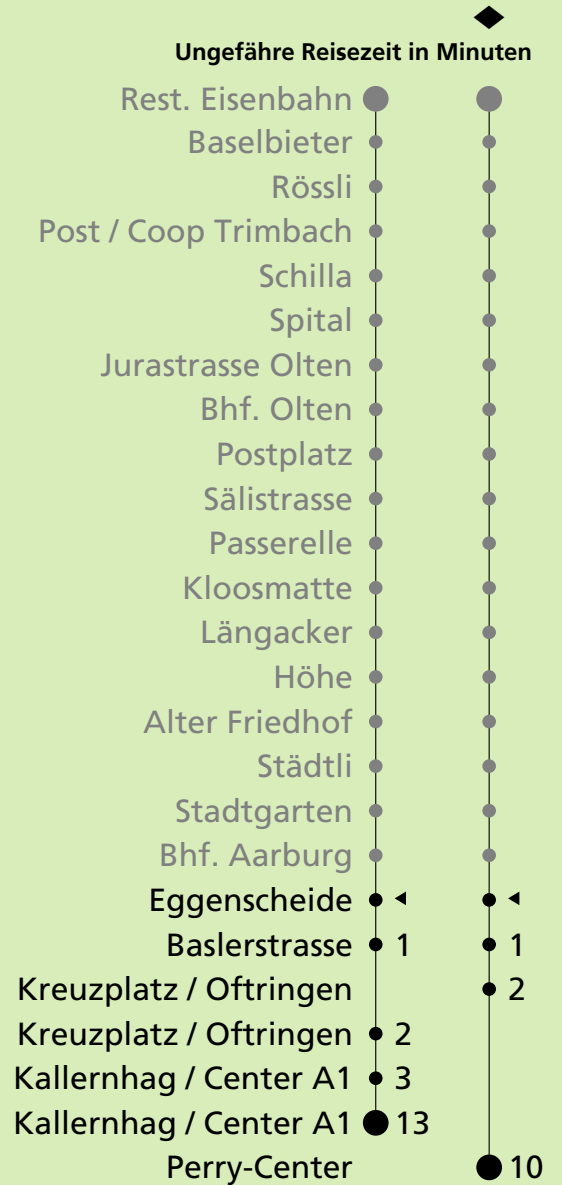 Ungefähre Reisezeit in Minuten
Rest. Eisenbahn
Baselbieter
Rössli
Post / Coop Trimbach
Schilla
Spital
Jurastrasse Olten
Bhf. Olten
Postplatz
Sälistrasse
Passerelle
Kloosmatte
Längacker
Höhe
Alter Friedhof
Städtli
Stadtgarten
Bhf. Aarburg
Eggenscheide
Baslerstrasse 1 1
Kreuzplatz / Oftringen 2
Kreuzplatz / Oftringen 2
Kallernhag / Center A1 3
Kallernhag / Center A1 13
Perry-Center 10